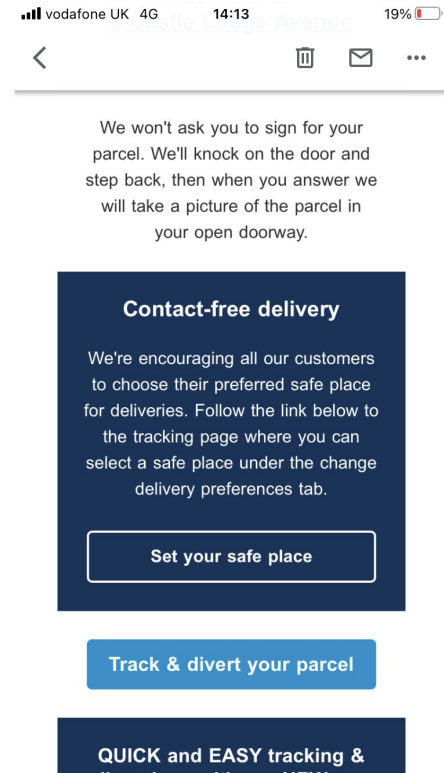 vodafone UK 4G 14:13 19%
Castle Lodge Avenue
We won't ask you to sign for your
parcel. We'll knock on the door and
step back, then when you answer we
will take a picture of the parcel in
your open doorway.
Contact-free delivery
We're encouraging all our customers
to choose their preferred safe place
for deliveries. Follow the link below to
the tracking page where you can
select a safe place under the change
delivery preferences tab.
Set your safe place
Track & divert your parcel
QUICK and EASY tracking &